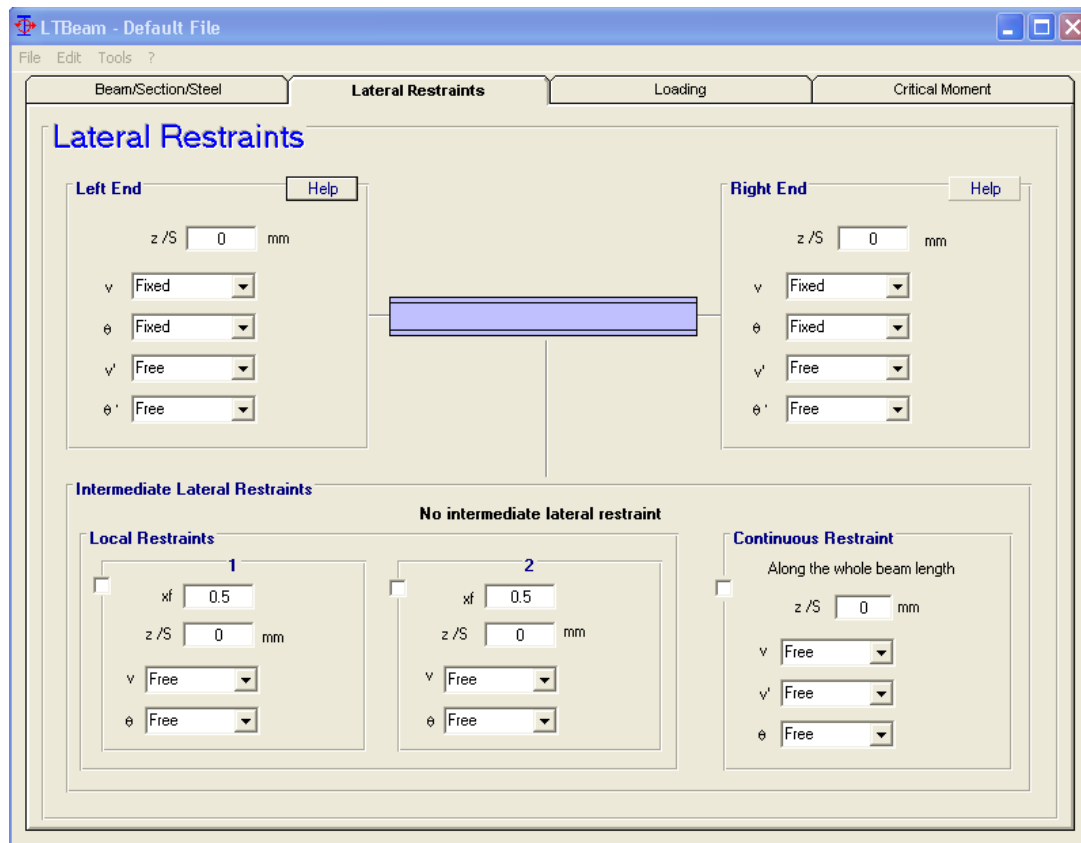 LTBeam - Default File
File Edit Tools ?
Beam/Section/Steel
Lateral Restraints
Loading
Critical Moment
Lateral Restraints
Left End
Help
z /S 0 mm
v Fixed
θ Fixed
v' Free
θ ' Free
Right End
Help
z /S 0 mm
v Fixed
θ Fixed
v' Free
θ ' Free
Intermediate Lateral Restraints
No intermediate lateral restraint
Local Restraints
1
xf 0.5
z /S 0 mm
v Free
θ Free
2
xf 0.5
z /S 0 mm
v Free
θ Free
Continuous Restraint
Along the whole beam length
z /S 0 mm
v Free
v' Free
θ Free